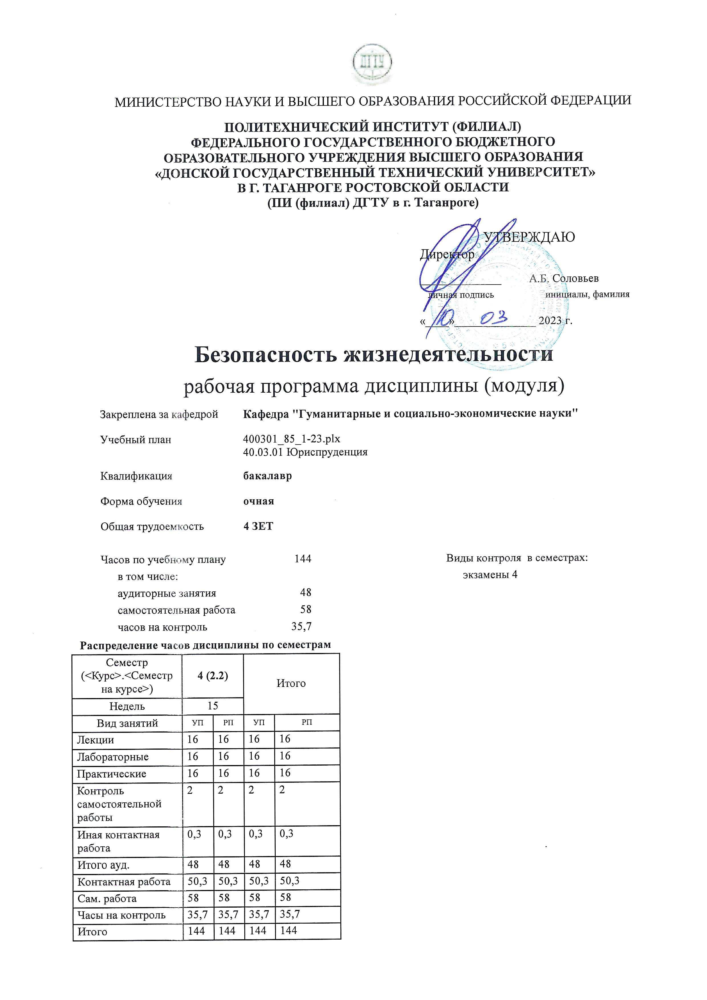 ДГТУ
МИНИСТЕРСТВО НАУКИ И ВЫСШЕГО ОБРАЗОВАНИЯ РОССИЙСКОЙ ФЕДЕРАЦИИ
ПОЛИТЕХНИЧЕСКИЙ ИНСТИТУТ (ФИЛИАЛ)
ФЕДЕРАЛЬНОГО ГОСУДАРСТВЕННОГО БЮДЖЕТНОГО
ОБРАЗОВАТЕЛЬНОГО УЧРЕЖДЕНИЯ ВЫСШЕГО ОБРАЗОВАНИЯ
«ДОНСКОЙ ГОСУДАРСТВЕННЫЙ ТЕХНИЧЕСКИЙ УНИВЕРСИТЕТ»
В Г. ТАГАНРОГЕ РОСТОВСКОЙ ОБЛАСТИ
(ПИ (филиал) ДГТУ в г. Таганроге)
УТВЕРЖДАЮ
Директор
А.Б. Соловьев
личная подпись инициалы, фамилия
«10» 03 2023 г.
Безопасность жизнедеятельности
рабочая программа дисциплины (модуля)
Закреплена за кафедрой Кафедра "Гуманитарные и социально-экономические науки"
Учебный план 400301_85_1-23.plx
40.03.01 Юриспруденция
Квалификация бакалавр
Форма обучения очная
Общая трудоемкость 4 ЗЕТ
Часов по учебному плану 144 Виды контроля в семестрах:
в том числе: экзамены 4
аудиторные занятия 48
самостоятельная работа 58
часов на контроль 35,7
Распределение часов дисциплины по семестрам
Семестр
(<Курс>.<Семестр 4 (2.2) Итого
на курсе>)
Недель 15
Вид занятий УП РП УП РП
Лекции 16 16 16 16
Лабораторные 16 16 16 16
Практические 16 16 16 16
Контроль 2 2 2 2
самостоятельной
работы
Иная контактная 0,3 0,3 0,3 0,3
работа
Итого ауд. 48 48 48 48
Контактная работа 50,3 50,3 50,3 50,3
Сам. работа 58 58 58 58
Часы на контроль 35,7 35,7 35,7 35,7
Итого 144 144 144 144